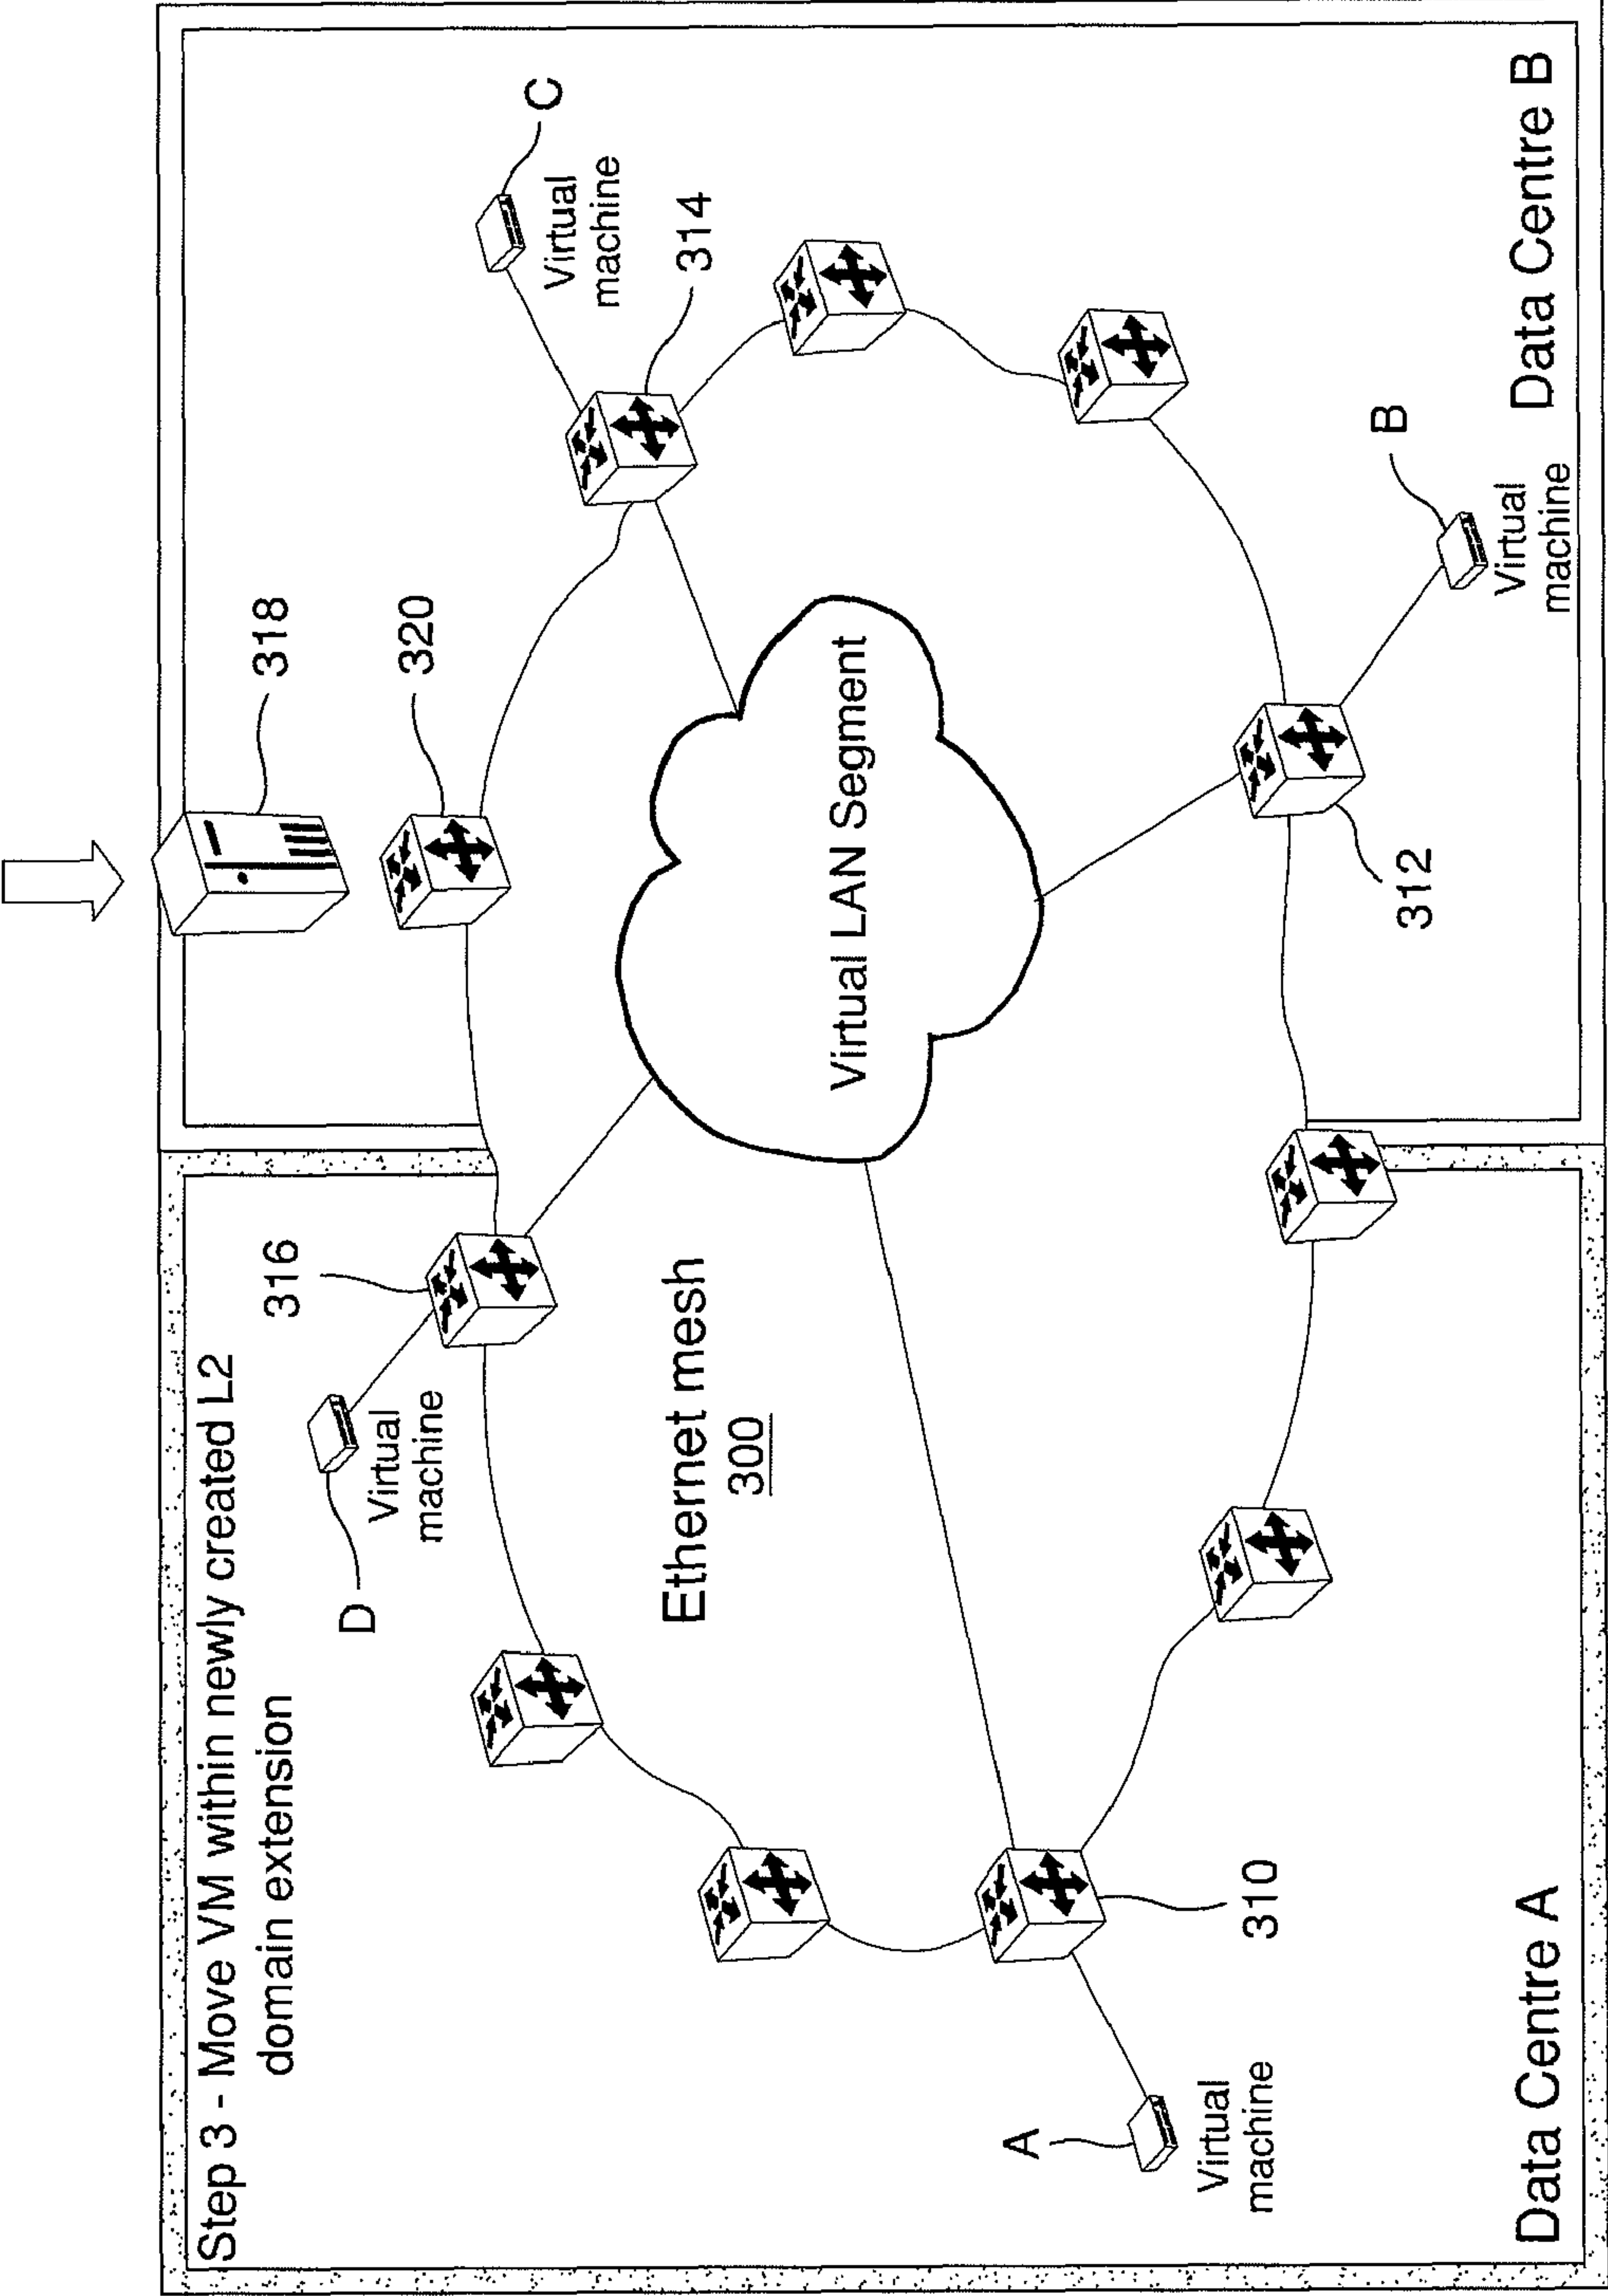 Step 3 - Move VM within newly created L2
domain extension
318
320
316
D
Virtual
machine
C
Virtual
machine
314
Ethernet mesh
300
Virtual LAN Segment
A
Virtual
machine
310
312
B
Virtual
machine
Data Centre A
Data Centre B